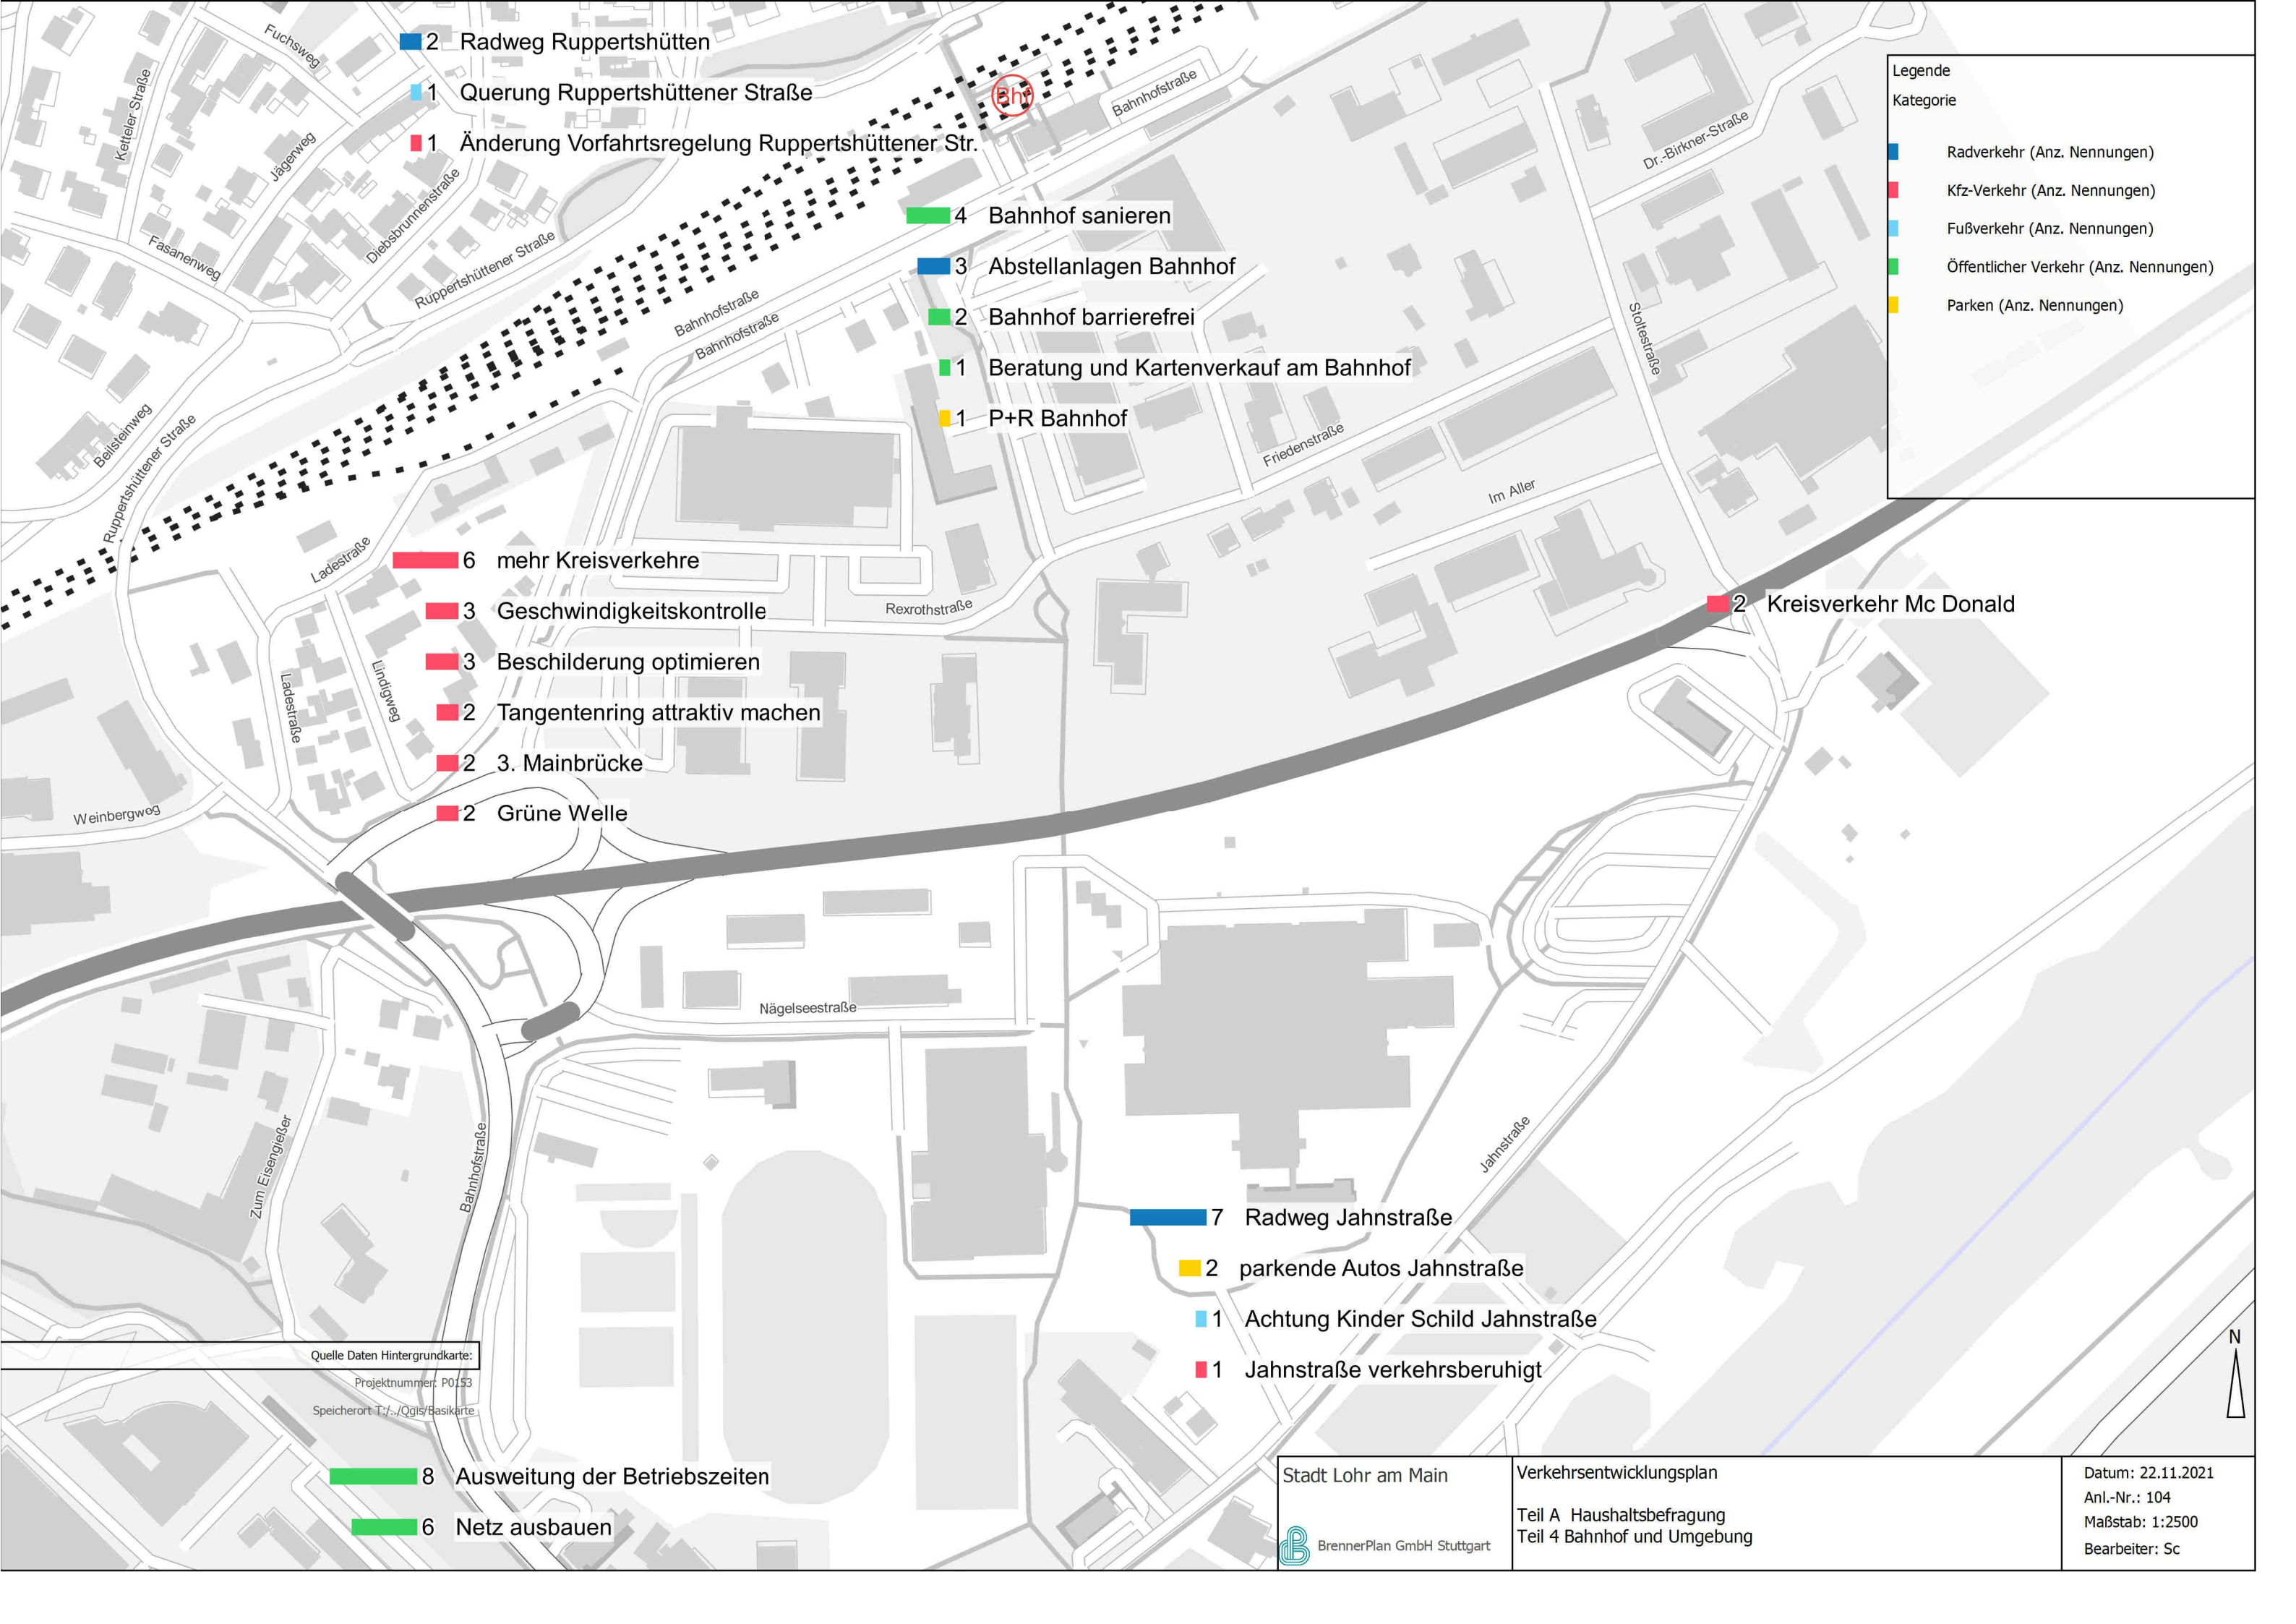 Fuchsweg
Ketteler Straße
Jägerweg
Diebsbrunnenstraße
Fasanenweg
Ruppertshüttener Straße
Beilsteinweg
Ruppertshüttener Straße
2 Radweg Ruppertshütten
1 Querung Ruppertshüttener Straße
1 Änderung Vorfahrtsregelung Ruppertshüttener Str.
Bhf
Bahnhofstraße
Bahnhofstraße
Bahnhofstraße
4 Bahnhof sanieren
3 Abstellanlagen Bahnhof
2 Bahnhof barrierefrei
1 Beratung und Kartenverkauf am Bahnhof
1 P+R Bahnhof
Dr.-Birkner-Straße
Stoltestraße
Friedenstraße
Im Aller
Legende
Kategorie
Radverkehr (Anz. Nennungen)
Kfz-Verkehr (Anz. Nennungen)
Fußverkehr (Anz. Nennungen)
Öffentlicher Verkehr (Anz. Nennungen)
Parken (Anz. Nennungen)
Ladestraße
Ladestraße
Lindigweg
Rexrothstraße
6 mehr Kreisverkehre
3 Geschwindigkeitskontrolle
3 Beschilderung optimieren
2 Tangentenring attraktiv machen
2 3. Mainbrücke
2 Grüne Welle
2 Kreisverkehr Mc Donald
Weinbergwog
Nägelseestraße
Zum Eisengießer
Bahnhofstraße
Jahnstraße
7 Radweg Jahnstraße
2 parkende Autos Jahnstraße
1 Achtung Kinder Schild Jahnstraße
1 Jahnstraße verkehrsberuhigt
Quelle Daten Hintergrundkarte:
Projektnummer: P0153
Speicherort T:/../Qgis/Basikarte
8 Ausweitung der Betriebszeiten
6 Netz ausbauen
N
Stadt Lohr am Main
BrennerPlan GmbH Stuttgart
Verkehrsentwicklungsplan
Teil A Haushaltsbefragung
Teil 4 Bahnhof und Umgebung
Datum: 22.11.2021
Anl.-Nr.: 104
Maßstab: 1:2500
Bearbeiter: Sc